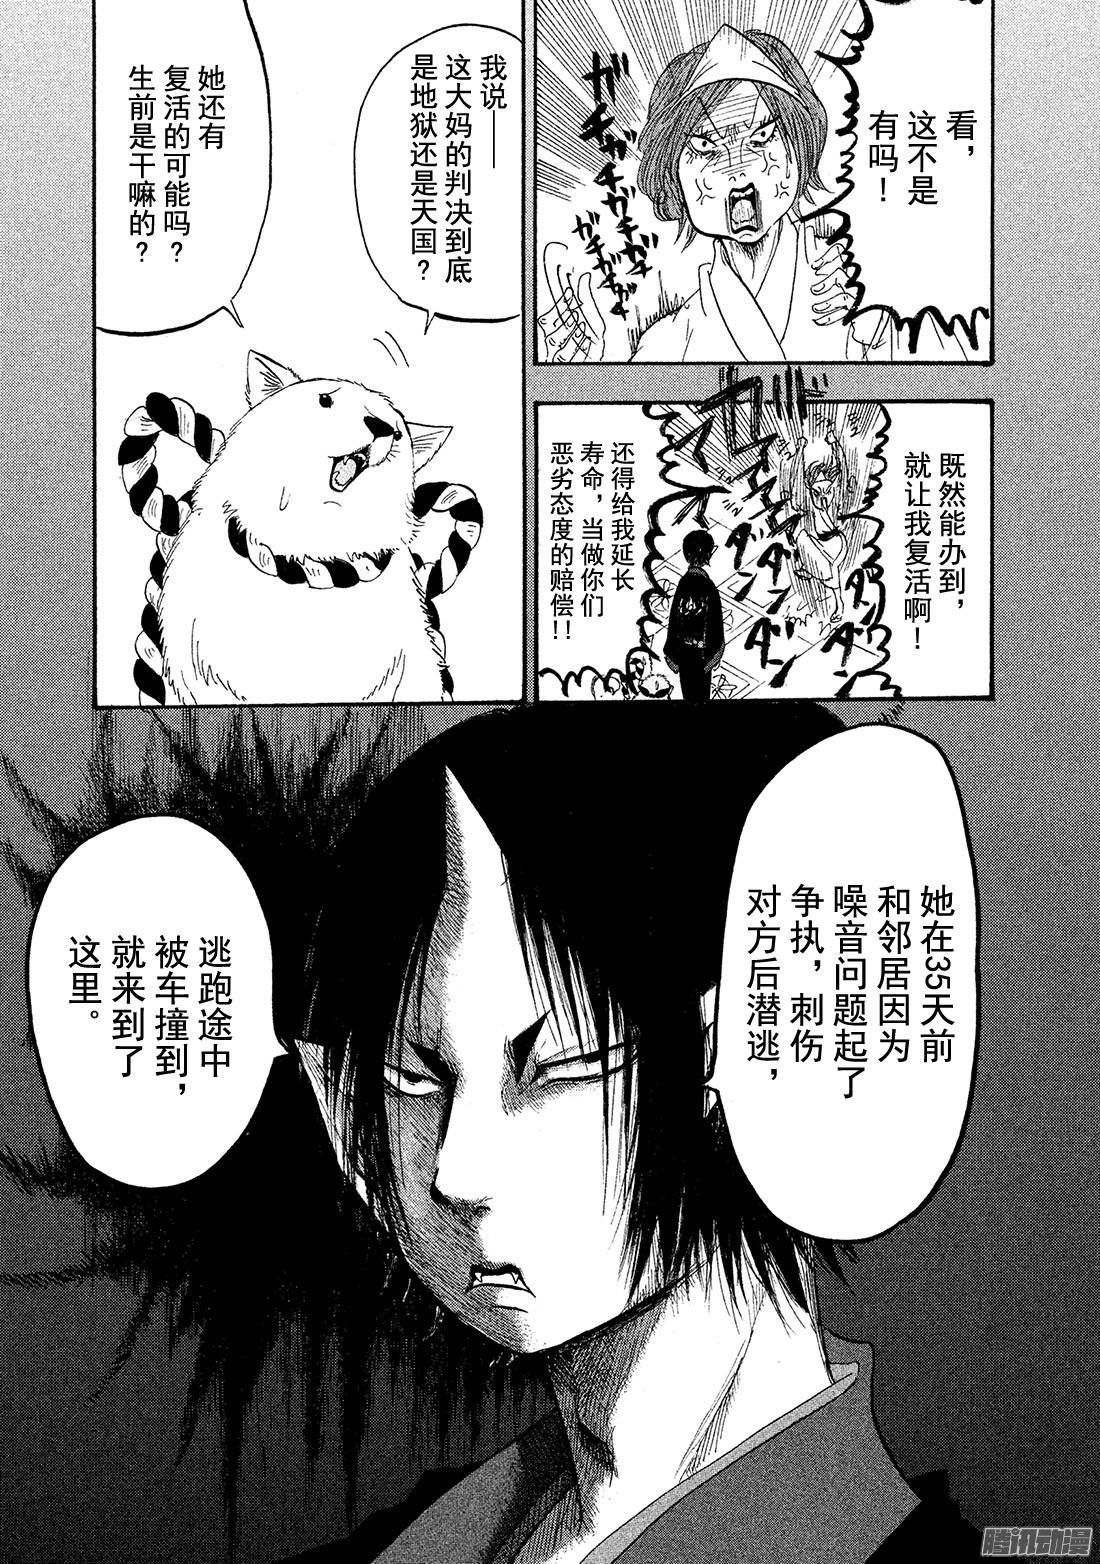 看，
这不是
有吗！
ガチガチガチ
ガチガチガチ
既然能办到，
就让我复活啊！
还得给我延长
寿命，当做你们
恶劣态度的赔偿!!
ダダダン
ダン
ダン
我说——
这大妈的判决到底
是地狱还是天国？
她还有
复活的可能吗？
生前是干嘛的？
她在35天前
和邻居因为
噪音问题起了
争执，刺伤
对方后潜逃，
逃跑途中
被车撞到，
就来到了
这里。
腾讯动漫